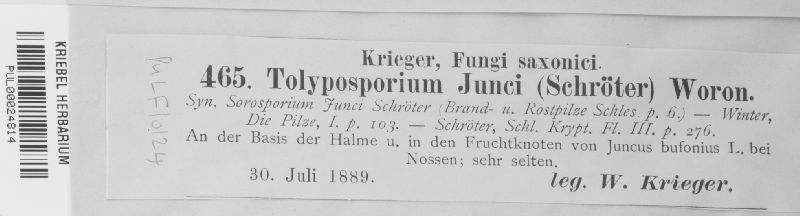 KRIEBEL HERBARIUM
PUL00024814
PuLF10124
Krieger, Fungi saxonici.
465. Tolyposporium Junci (Schröter) Woron.
Syn. Sorosporium Junci Schröter (Brand- u. Rostpilze Schles. p. 6.) — Winter,
Die Pilze, I. p. 103. — Schröter, Schl. Krypt. Fl. III. p. 276.
An der Basis der Halme u. in den Fruchtknoten von Juncus bufonius L. bei
Nossen; sehr selten.
30. Juli 1889.
leg. W. Krieger.